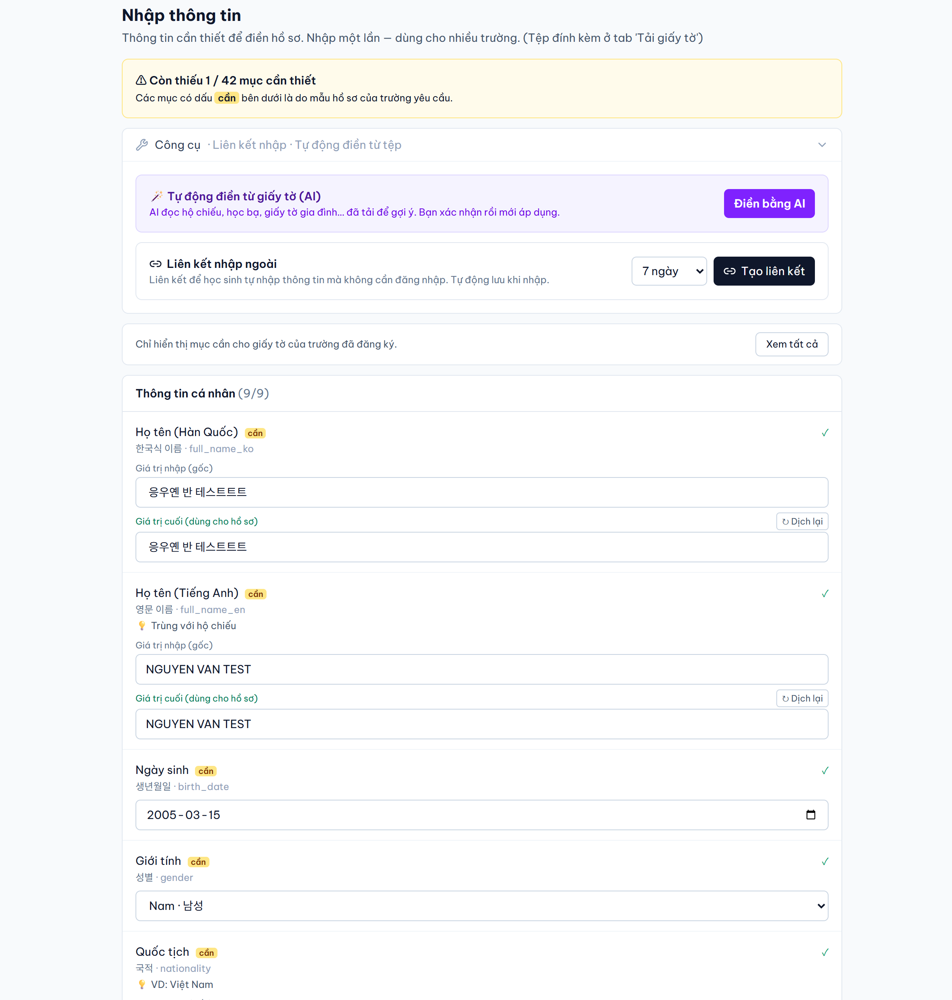 Nhập thông tin
Thông tin cần thiết để điền hồ sơ. Nhập một lần — dùng cho nhiều trường. (Tệp đính kèm ở tab 'Tải giấy tờ')
Còn thiếu 1 / 42 mục cần thiết
Các mục có dấu cần bên dưới là do mẫu hồ sơ của trường yêu cầu.
Công cụ · Liên kết nhập · Tự động điền từ tệp
Tự động điền từ giấy tờ (AI)
AI đọc hộ chiếu, học bạ, giấy tờ gia đình... đã tải để gợi ý. Bạn xác nhận rồi mới áp dụng.
Điền bằng AI
Liên kết nhập ngoài
Liên kết để học sinh tự nhập thông tin mà không cần đăng nhập. Tự động lưu khi nhập.
7 ngày
Tạo liên kết
Chỉ hiển thị mục cần cho giấy tờ của trường đã đăng ký.
Xem tất cả
Thông tin cá nhân (9/9)
Họ tên (Hàn Quốc) cần
한국식 이름 · full_name_ko
Giá trị nhập (gốc)
응우옌 반 테스트트트
Giá trị cuối (dùng cho hồ sơ)
↻ Dịch lại
응우옌 반 테스트트트
Họ tên (Tiếng Anh) cần
영문 이름 · full_name_en
Trùng với hộ chiếu
Giá trị nhập (gốc)
NGUYEN VAN TEST
Giá trị cuối (dùng cho hồ sơ)
↻ Dịch lại
NGUYEN VAN TEST
Ngày sinh cần
생년월일 · birth_date
2005-03-15
Giới tính cần
성별 · gender
Nam · 남성
Quốc tịch cần
국적 · nationality
VD: Việt Nam